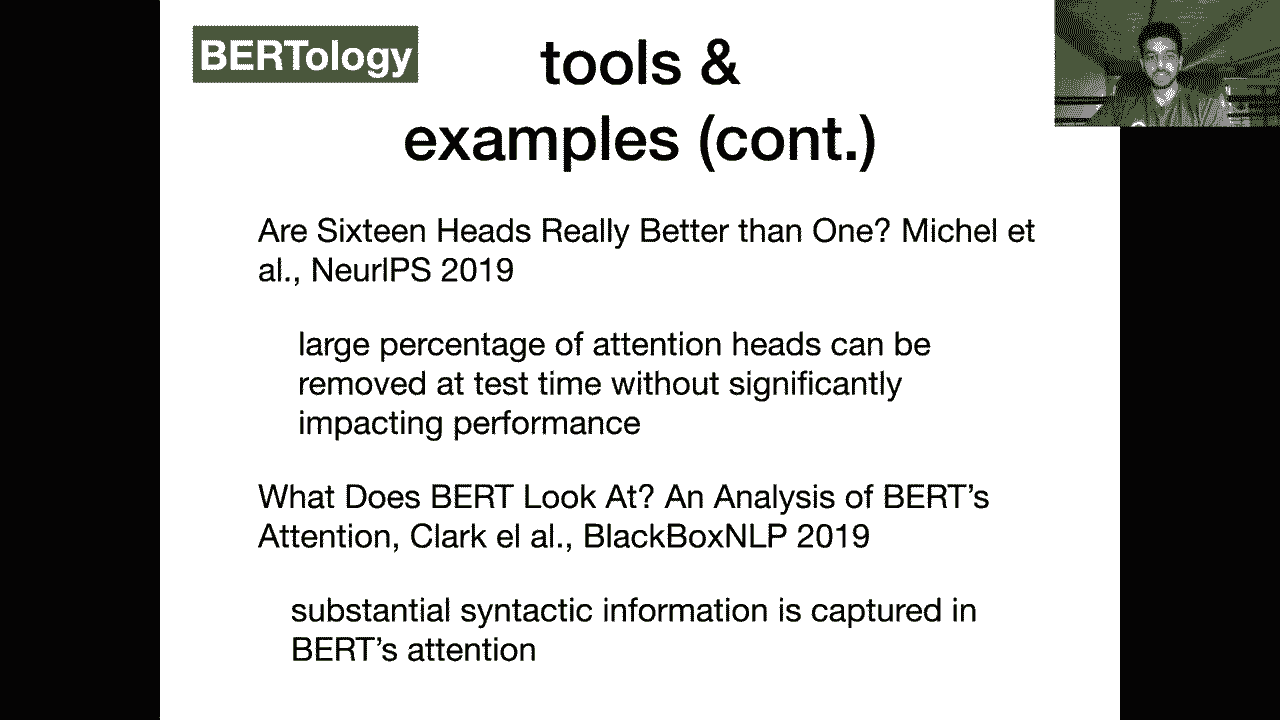 BERTology
tools &
examples (cont.)
Are Sixteen Heads Really Better than One? Michel et
al., NeurIPS 2019
large percentage of attention heads can be
removed at test time without significantly
impacting performance
What Does BERT Look At? An Analysis of BERT’s
Attention, Clark el al., BlackBoxNLP 2019
substantial syntactic information is captured in
BERT’s attention